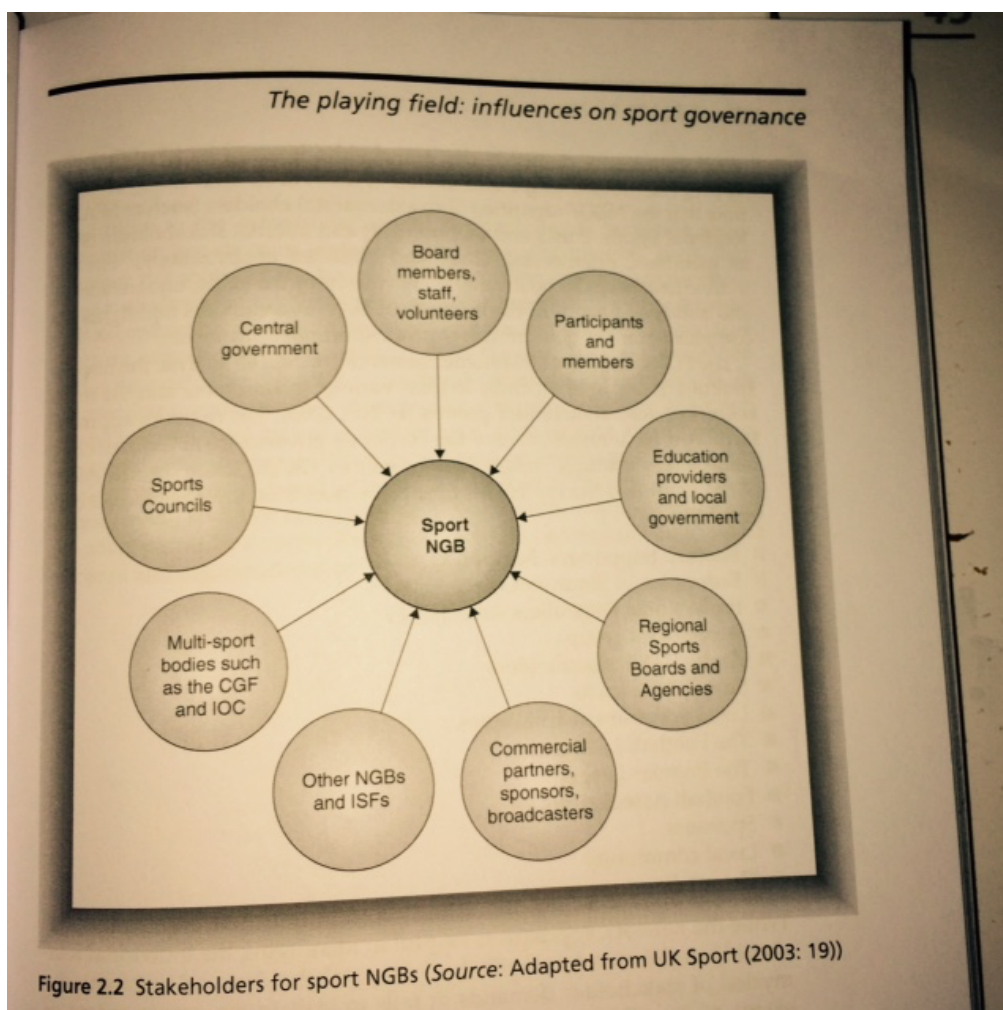 The playing field: influences on sport governance
Board
members,
staff,
volunteers
Central
government
Participants
and
members
Sports
Councils
Education
providers
and local
government
Sport
NGB
Multi-sport
bodies such
as the CGF
and IOC
Regional
Sports
Boards and
Agencies
Other NGBs
and ISFs
Commercial
partners,
sponsors,
broadcasters
Figure 2.2 Stakeholders for sport NGBs (Source: Adapted from UK Sport (2003: 19))